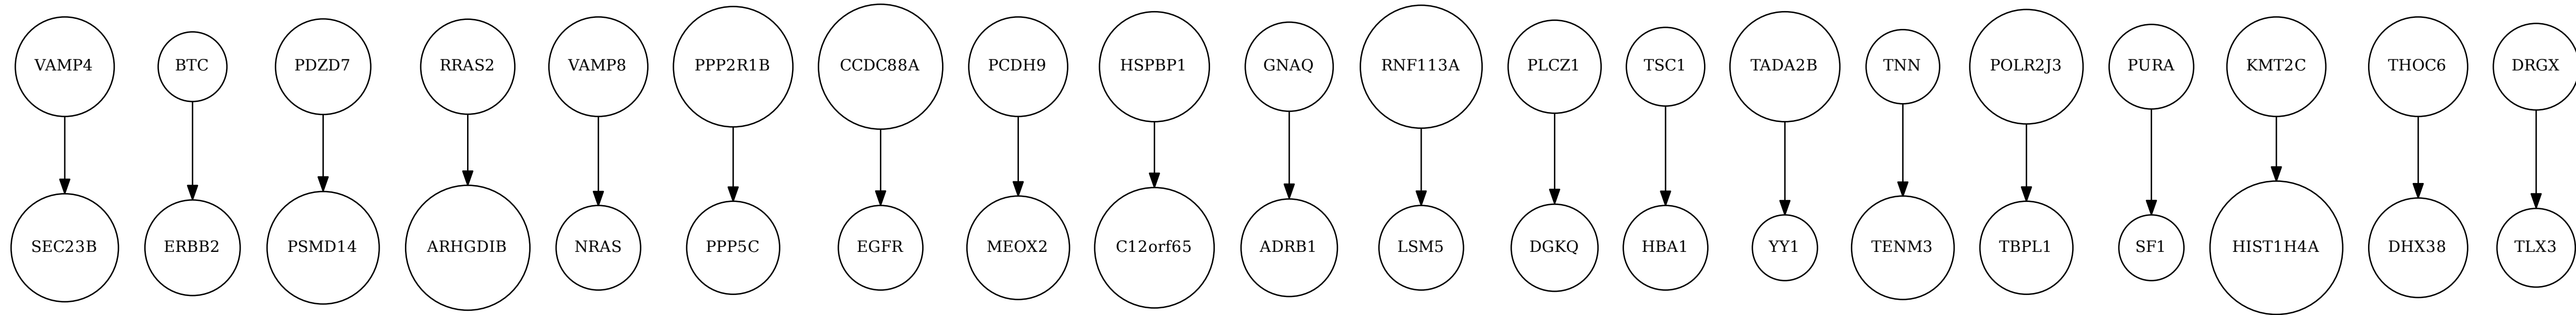 VAMP4 BTC PDZD7 RRAS2 VAMP8 PPP2R1B CCDC88A PCDH9 HSPBP1 GNAQ RNF113A PLCZ1 TSC1 TADA2B TNN POLR2J3 PURA KMT2C THOC6 DRGX
SEC23B ERBB2 PSMD14 ARHGDIB NRAS PPP5C EGFR MEOX2 C12orf65 ADRB1 LSM5 DGKQ HBA1 YY1 TENM3 TBPL1 SF1 HIST1H4A DHX38 TLX3